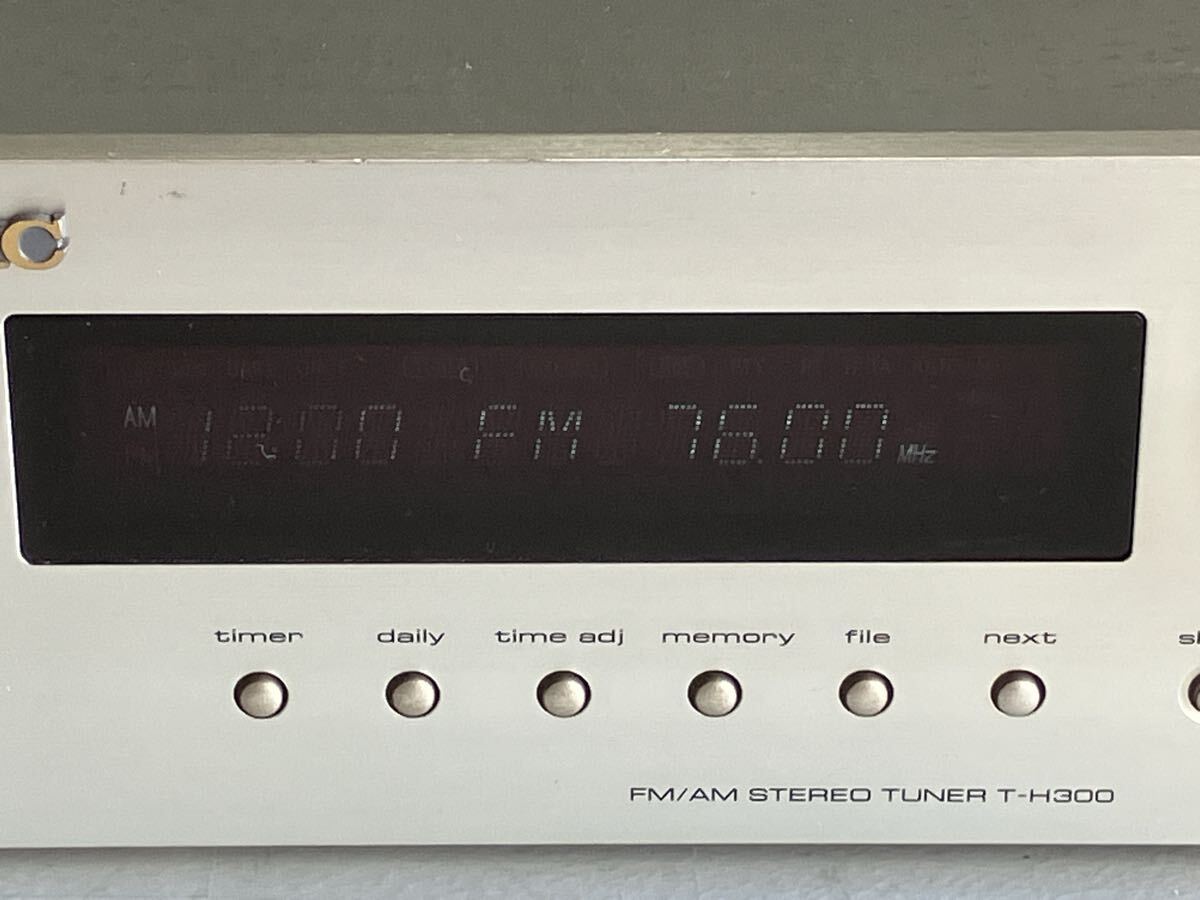 C
AM 12:00 FM 76.00 MHz
timer daily time adj memory file next
FM/AM STEREO TUNER T-H300